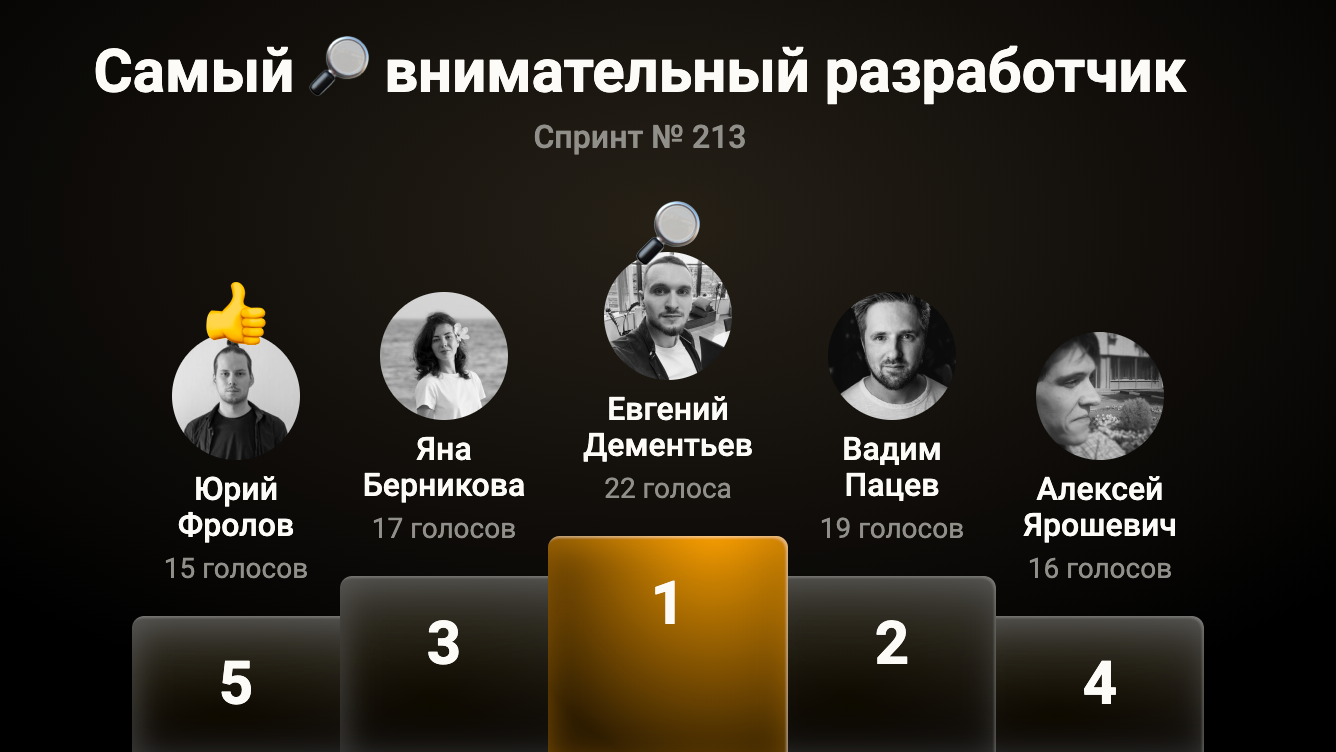 Самый 🔎 внимательный разработчик
Спринт № 213
Юрий
Фролов
15 голосов
5
Яна
Берникова
17 голосов
3
Евгений
Дементьев
22 голоса
1
Вадим
Пацев
19 голосов
2
Алексей
Ярошевич
16 голосов
4